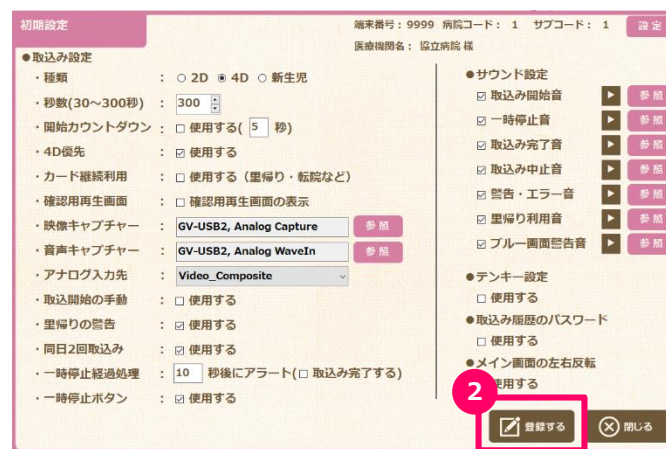 初期設定
端末番号：9999 病院コード： 1 サブコード： 1 設定
医療機関名： 協立病院 様
●取込み設定
・種類 ： 2D 4D 新生児
・秒数(30～300秒) ： 300
・開始カウントダウン ： 使用する( 5 秒)
・4D優先 ： 使用する
・カード継続利用 ： 使用する（里帰り・転院など）
・確認用再生画面 ： 確認用再生画面の表示
・映像キャプチャー ： GV-USB2, Analog Capture 参照
・音声キャプチャー ： GV-USB2, Analog WaveIn 参照
・アナログ入力先 ： Video_Composite
・取込開始の手動 ： 使用する
・里帰りの警告 ： 使用する
・同日2回取込み ： 使用する
・一時停止経過処理 ： 10 秒後にアラート( 取込み完了する)
・一時停止ボタン ： 使用する
●サウンド設定
取込み開始音 参照
一時停止音 参照
取込み完了音 参照
取込み中止音 参照
警告・エラー音 参照
里帰り利用音 参照
ブルー画面警告音 参照
●テンキー設定
使用する
●取込み履歴のパスワード
使用する
●メイン画面の左右反転
使用する
2
登録する 閉じる